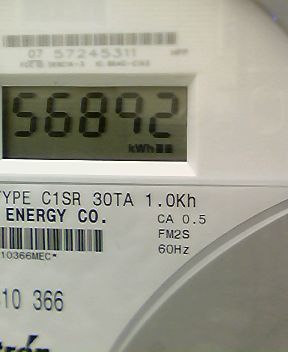 07 57245311
56892
kWh
TYPE C1SR 30TA 1.0Kh
ENERGY CO.
CA 0.5
FM2S
60Hz
10366MEC*
10 366
trón